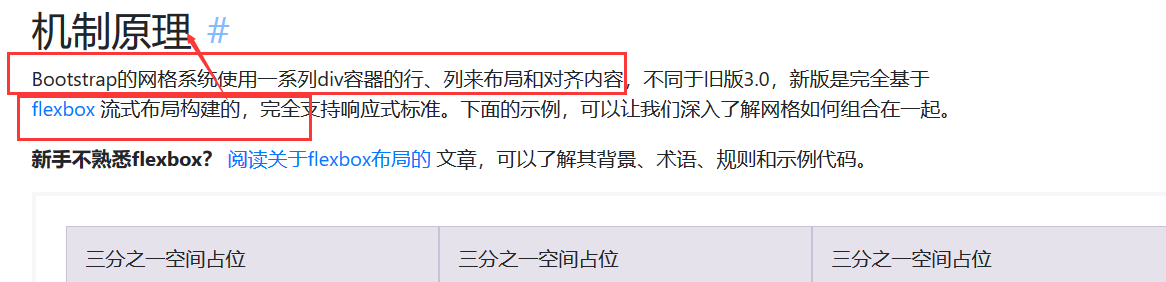 机制原理 #
Bootstrap的网格系统使用一系列div容器的行、列来布局和对齐内容，不同于旧版3.0，新版是完全基于
flexbox 流式布局构建的，完全支持响应式标准。下面的示例，可以让我们深入了解网格如何组合在一起。
新手不熟悉flexbox？ 阅读关于flexbox布局的 文章，可以了解其背景、术语、规则和示例代码。
三分之一空间占位 三分之一空间占位 三分之一空间占位